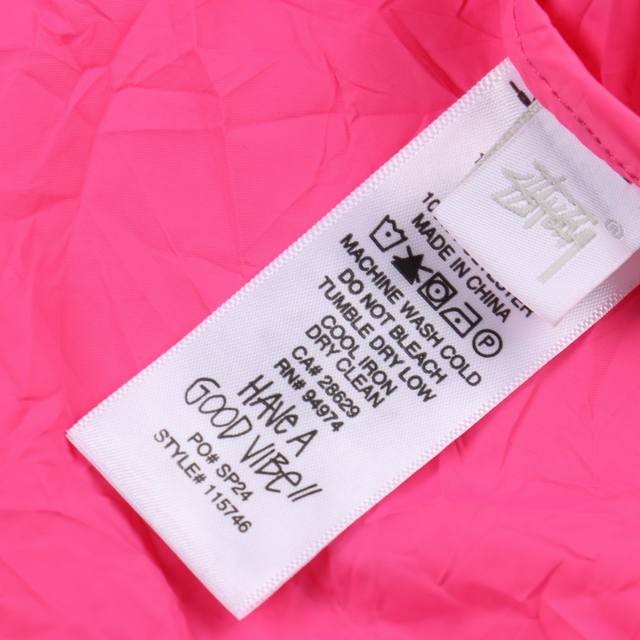 Stüssy
®
MADE IN CHINA
MACHINE WASH COLD
DO NOT BLEACH
TUMBLE DRY LOW
COOL IRON
DRY CLEAN
CA# 28629
RN# 94974
HAVE A
GOOD VIBE!!
PO# SP24
STYLE# 115746